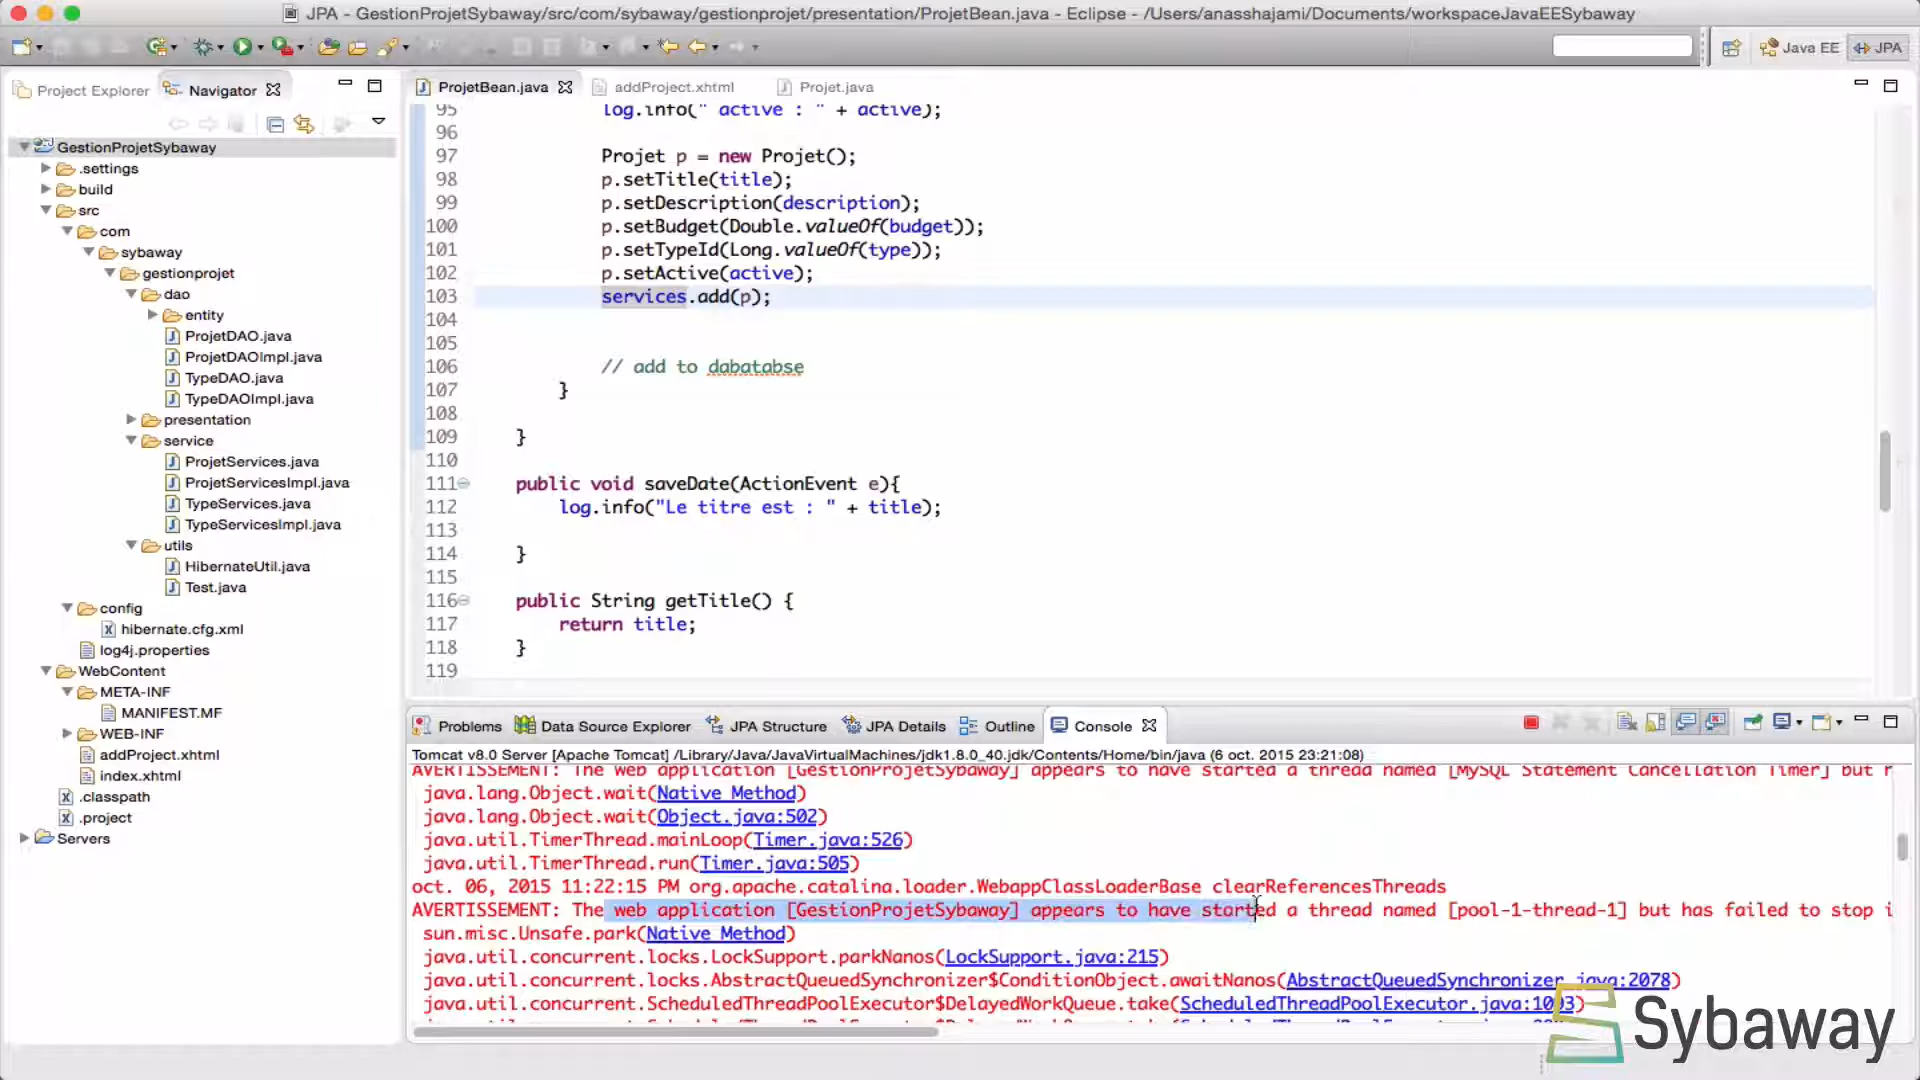 JPA - GestionProjetSybaway/src/com/sybaway/gestionprojet/presentation/ProjetBean.java - Eclipse - /Users/anasshajami/Documents/workspaceJavaEESybaway
Java EE
JPA
Project Explorer
Navigator
GestionProjetSybaway
.settings
build
src
com
sybaway
gestionprojet
dao
entity
ProjetDAO.java
ProjetDAOImpl.java
TypeDAO.java
TypeDAOImpl.java
presentation
service
ProjetServices.java
ProjetServicesImpl.java
TypeServices.java
TypeServicesImpl.java
utils
HibernateUtil.java
Test.java
config
hibernate.cfg.xml
log4j.properties
WebContent
META-INF
MANIFEST.MF
WEB-INF
addProject.xhtml
index.xhtml
.classpath
.project
Servers
ProjetBean.java
addProject.xhtml
Projet.java
95 log.info(" active : " + active);
96
97 Projet p = new Projet();
98 p.setTitle(title);
99 p.setDescription(description);
100 p.setBudget(Double.valueOf(budget));
101 p.setTypeId(Long.valueOf(type));
102 p.setActive(active);
103 services.add(p);
104
105
106 // add to dabatabse
107 }
108
109 }
110
111 public void saveDate(ActionEvent e){
112 log.info("Le titre est : " + title);
113
114 }
115
116 public String getTitle() {
117 return title;
118 }
119
Problems
Data Source Explorer
JPA Structure
JPA Details
Outline
Console
Tomcat v8.0 Server [Apache Tomcat] /Library/Java/JavaVirtualMachines/jdk1.8.0_40.jdk/Contents/Home/bin/java (6 oct. 2015 23:21:08)
AVERTISSEMENT: The web application [GestionProjetSybaway] appears to have started a thread named [MySQL Statement Cancellation Timer] but
java.lang.Object.wait(Native Method)
java.lang.Object.wait(Object.java:502)
java.util.TimerThread.mainLoop(Timer.java:526)
java.util.TimerThread.run(Timer.java:505)
oct. 06, 2015 11:22:15 PM org.apache.catalina.loader.WebappClassLoaderBase clearReferencesThreads
AVERTISSEMENT: The web application [GestionProjetSybaway] appears to have started a thread named [pool-1-thread-1] but has failed to stop i
sun.misc.Unsafe.park(Native Method)
java.util.concurrent.locks.LockSupport.parkNanos(LockSupport.java:215)
java.util.concurrent.locks.AbstractQueuedSynchronizer$ConditionObject.awaitNanos(AbstractQueuedSynchronizer.java:2078)
java.util.concurrent.ScheduledThreadPoolExecutor$DelayedWorkQueue.take(ScheduledThreadPoolExecutor.java:1093)
Sybaway